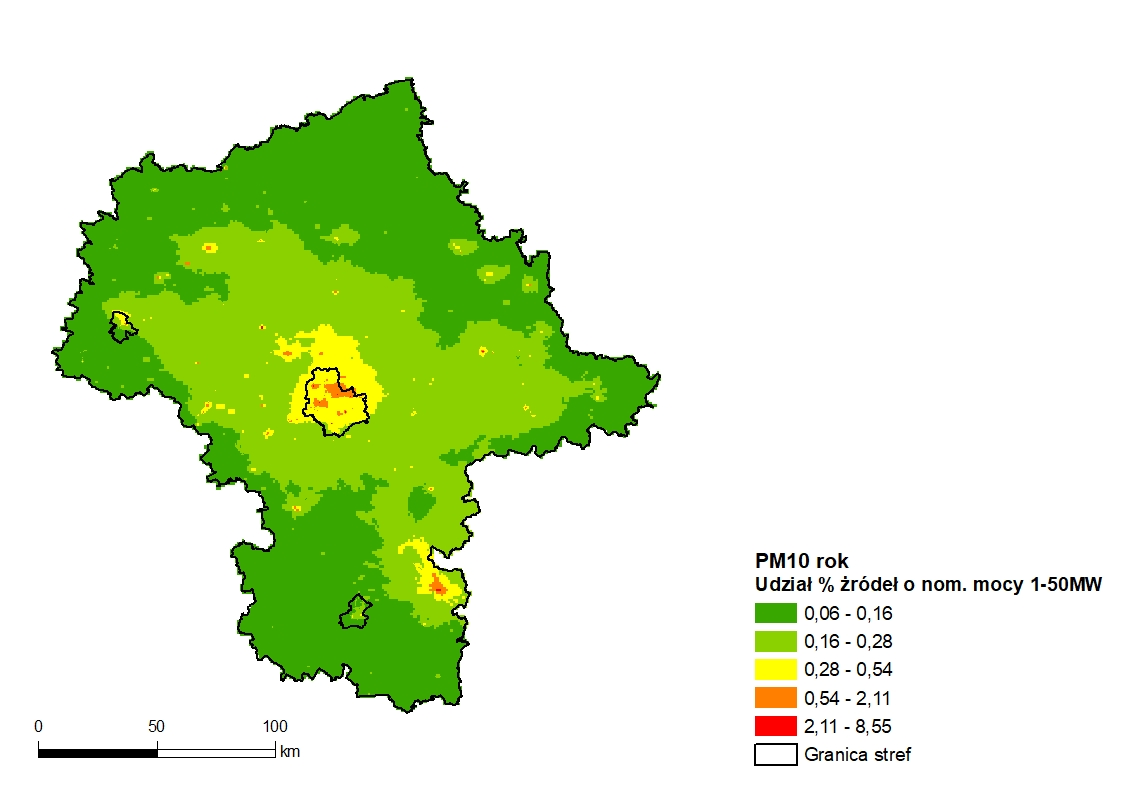 PM10 rok
Udział % źródeł o nom. mocy 1-50MW
0,06 - 0,16
0,16 - 0,28
0,28 - 0,54
0,54 - 2,11
2,11 - 8,55
Granica stref
0 50 100
km